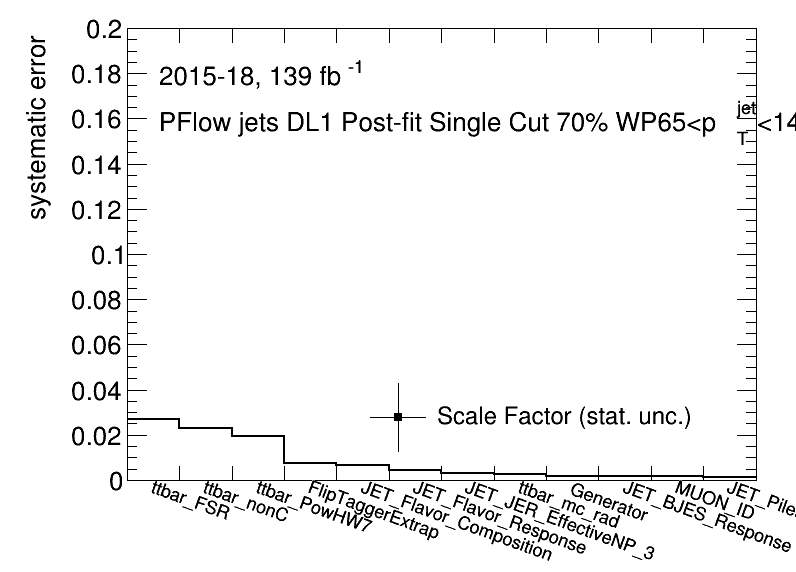 systematic error
0.2
0.18
0.16
0.14
0.12
0.1
0.08
0.06
0.04
0.02
0
2015-18, 139 fb -1
PFlow jets DL1 Post-fit Single Cut 70% WP65<p jet T <14
Scale Factor (stat. unc.)
ttbar_FSR
ttbar_nonC
ttbar_PowHW7
FlipTaggerExtrap
JET_Flavor_Composition
JET_Flavor_Response
JET_JER_EffectiveNP_3
ttbar_mc_rad
Generator
JET_BJES_Response
MUON_ID
JET_Pile